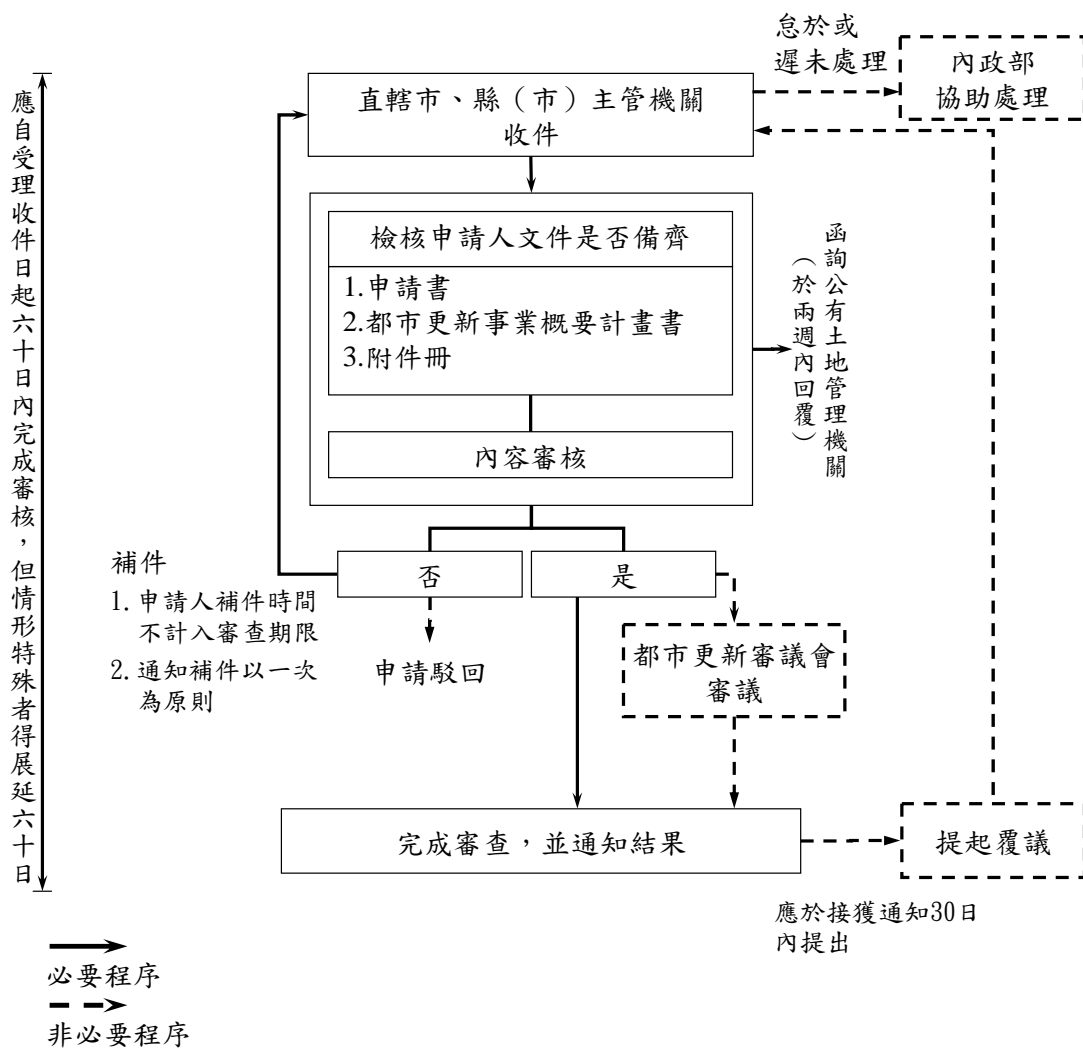 應自受理收件日起六十日內完成審核，但情形特殊者得展延六十日
怠於或
遲未處理
內政部
協助處理
直轄市、縣（市）主管機關
收件
檢核申請人文件是否備齊
1.申請書
2.都市更新事業概要計畫書
3.附件冊
內容審核
函詢公有土地管理機關
（於兩週內回覆）
否
是
補件
1. 申請人補件時間
不計入審查期限
2. 通知補件以一次
為原則
申請駁回
都市更新審議會
審議
完成審查，並通知結果
提起覆議
應於接獲通知30日
內提出
必要程序
非必要程序